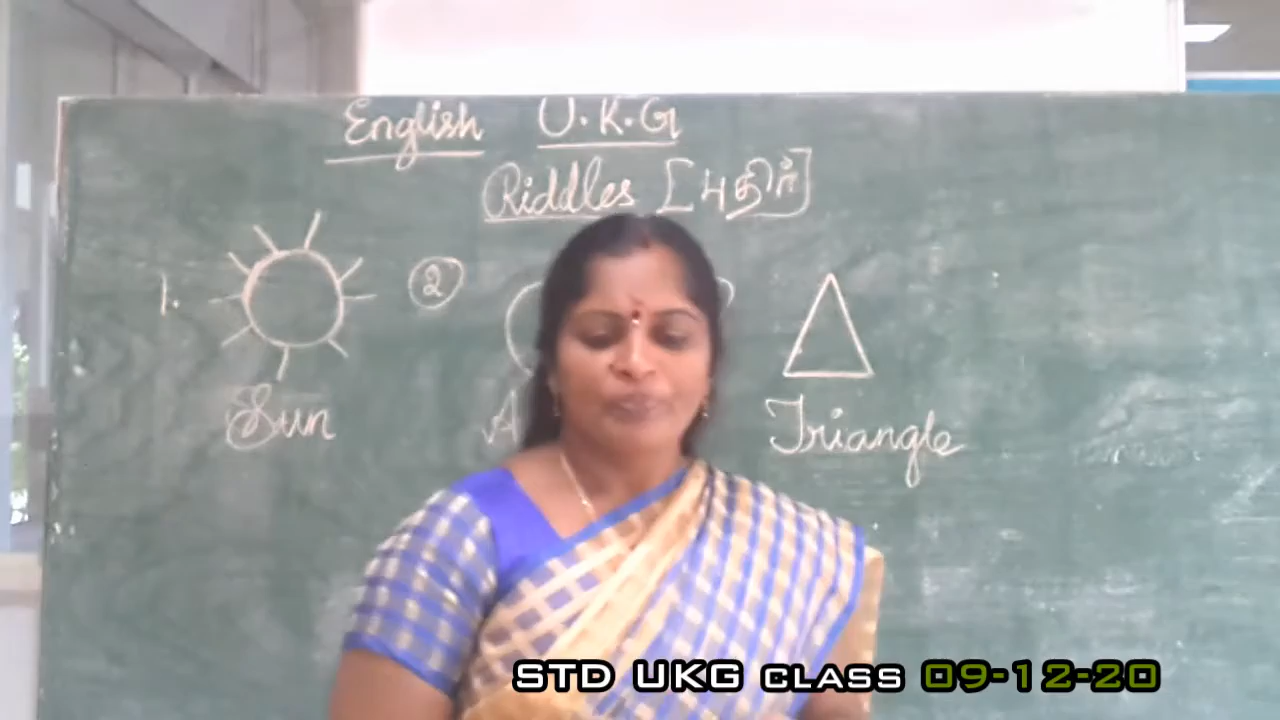 English U.K.G
Riddles [புதிர்]
1. ②
Sun A Triangle
STD UKG CLASS 09-12-20